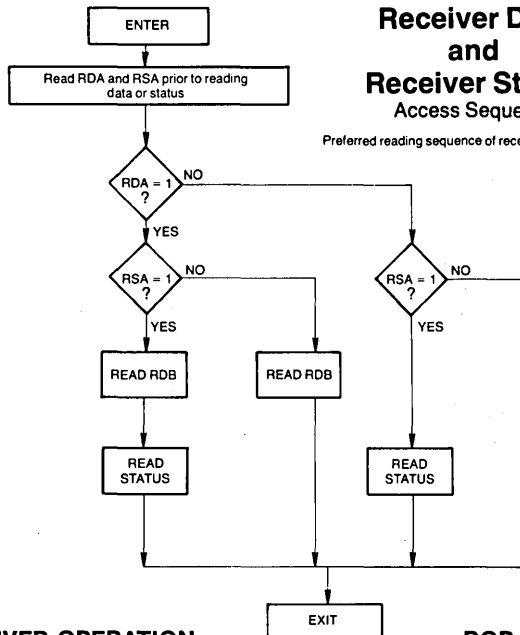 Receiver D
and
Receiver St
Access Seque
Preferred reading sequence of rece
ENTER
Read RDA and RSA prior to reading
data or status
RDA = 1
?
NO
YES
RSA = 1
?
NO
YES
RSA = 1
?
NO
YES
READ RDB
READ RDB
READ
STATUS
READ
STATUS
EXIT